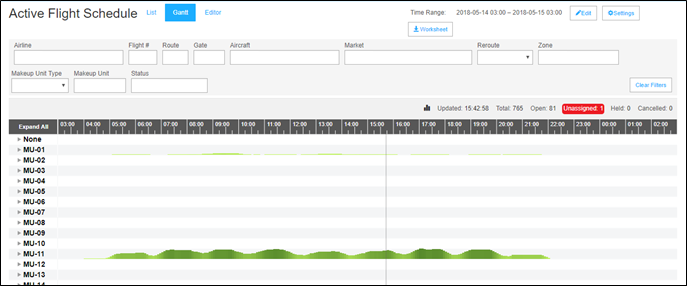 Active Flight Schedule List Gantt Editor Time Range: 2018-05-14 03:00 – 2018-05-15 03:00 Edit Settings
Worksheet
Airline Flight # Route Gate Aircraft Market Reroute Zone
Makeup Unit Type Makeup Unit Status
Clear Filters
Updated: 15:42:58 Total: 765 Open: 81 Unassigned: 1 Held: 0 Cancelled: 0
Expand All 03:00 04:00 05:00 06:00 07:00 08:00 09:00 10:00 11:00 12:00 13:00 14:00 15:00 16:00 17:00 18:00 19:00 20:00 21:00 22:00 23:00 00:00 01:00 02:00
None
MU-01
MU-02
MU-03
MU-04
MU-05
MU-06
MU-07
MU-08
MU-09
MU-10
MU-11
MU-12
MU-13
MU-14